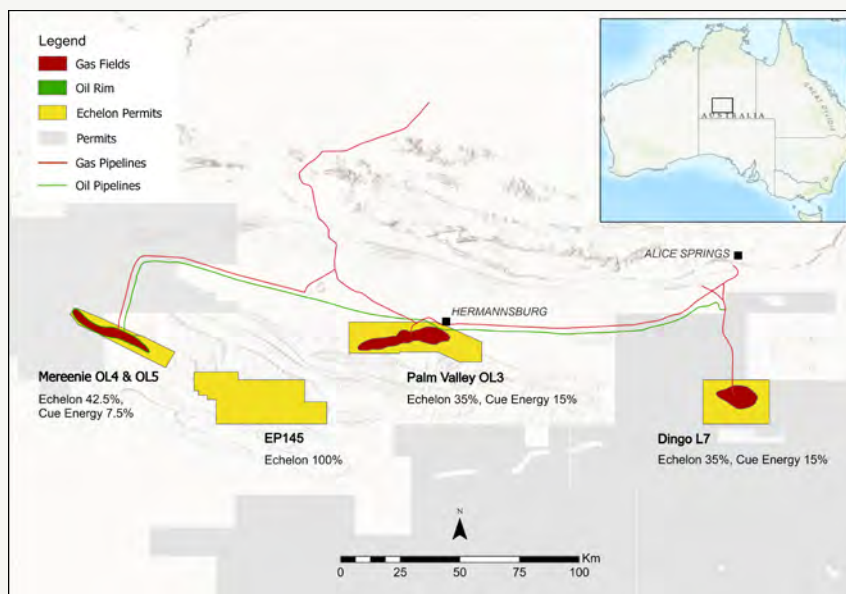 Legend
Gas Fields
Oil Rim
Echelon Permits
Permits
Gas Pipelines
Oil Pipelines
AUSTRALIA
ALICE SPRINGS
HERMANNSBURG
Mereenie OL4 & OL5
Echelon 42.5%,
Cue Energy 7.5%
Palm Valley OL3
Echelon 35%, Cue Energy 15%
EP145
Echelon 100%
Dingo L7
Echelon 35%, Cue Energy 15%
N
Km
0 25 50 75 100